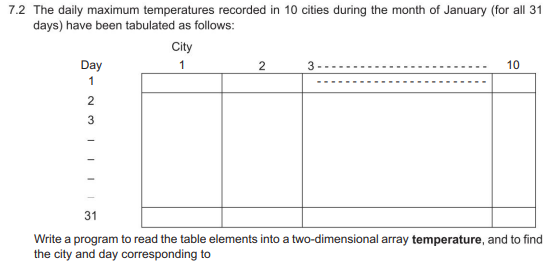 7.2 The daily maximum temperatures recorded in 10 cities during the month of January (for all 31
days) have been tabulated as follows:
City
Day 1 2 3 - - - - - - - - - - - - - - - - - - - - - - - - 10
1 - - - - - - - - - - - - - - - - - - - - - - - -
2
3
–
–
–
–
31
Write a program to read the table elements into a two-dimensional array temperature, and to find
the city and day corresponding to